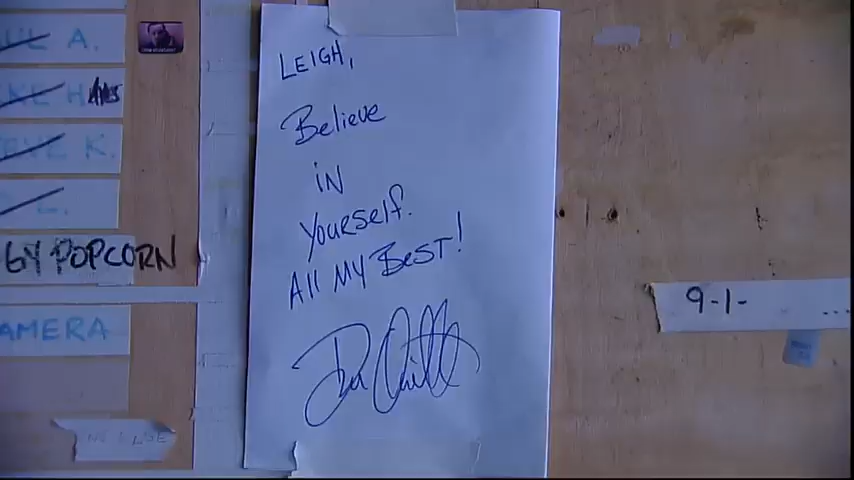 A.
H
K.
L.
GY POPCORN
AMERA
LEIGH,
Believe
iN
Yourself.
All MY BesT!
9-1-
...